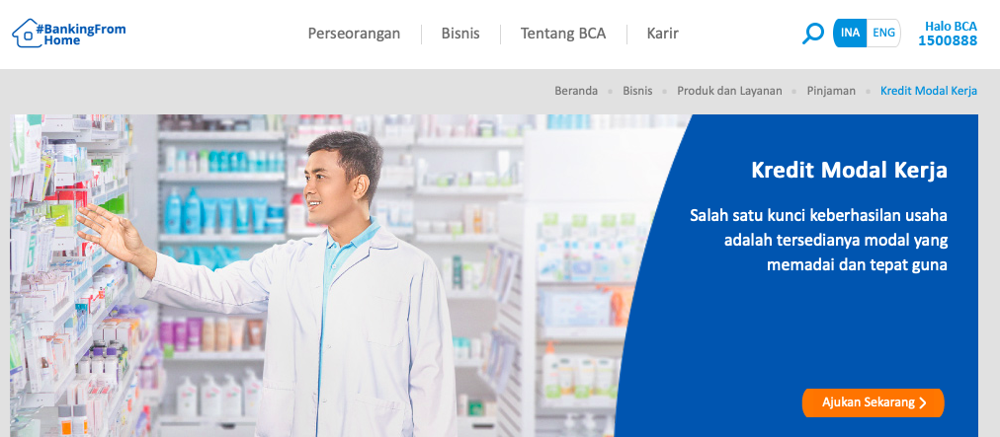 #BankingFrom
Home
Perseorangan
Bisnis
Tentang BCA
Karir
INA
ENG
Halo BCA
1500888
Beranda
Bisnis
Produk dan Layanan
Pinjaman
Kredit Modal Kerja
Kredit Modal Kerja
Salah satu kunci keberhasilan usaha
adalah tersedianya modal yang
memadai dan tepat guna
Ajukan Sekarang